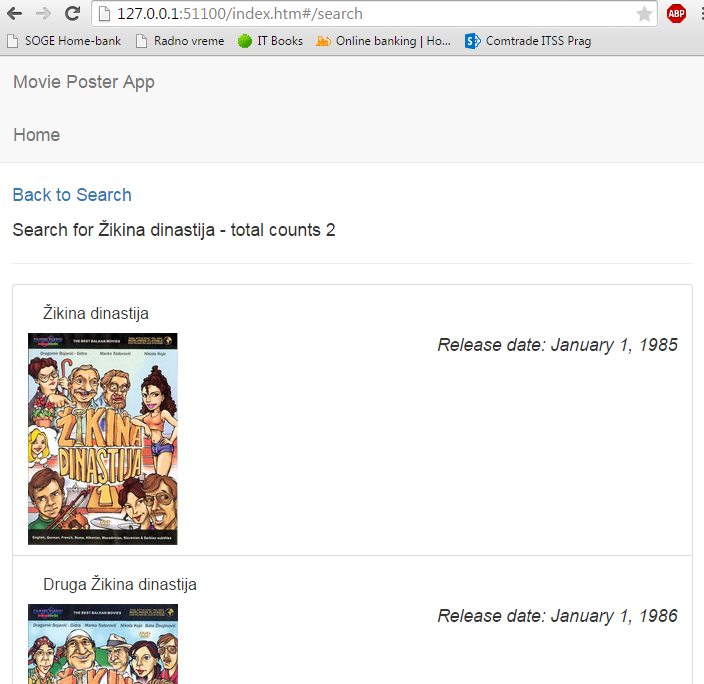 127.0.0.1:51100/index.htm#/search
ABP
SOGE Home-bank Radno vreme IT Books Online banking | Ho... Comtrade ITSS Prag
Movie Poster App
Home
Back to Search
Search for Žikina dinastija - total counts 2
Žikina dinastija
Release date: January 1, 1985
THE BEST BALKAN MOVIES
Dragomir Bojanić - Gidra Marko Todorović Nikola Kojo
ŽIKINA
DINASTIJA
1
English, German, French, Roma, Albanian, Macedonian, Slovenian & Serbian subtitles
Druga Žikina dinastija
Release date: January 1, 1986
THE BEST BALKAN MOVIES
Dragomir Bojanić - Gidra Marko Todorović Nikola Kojo Bata Živojinović